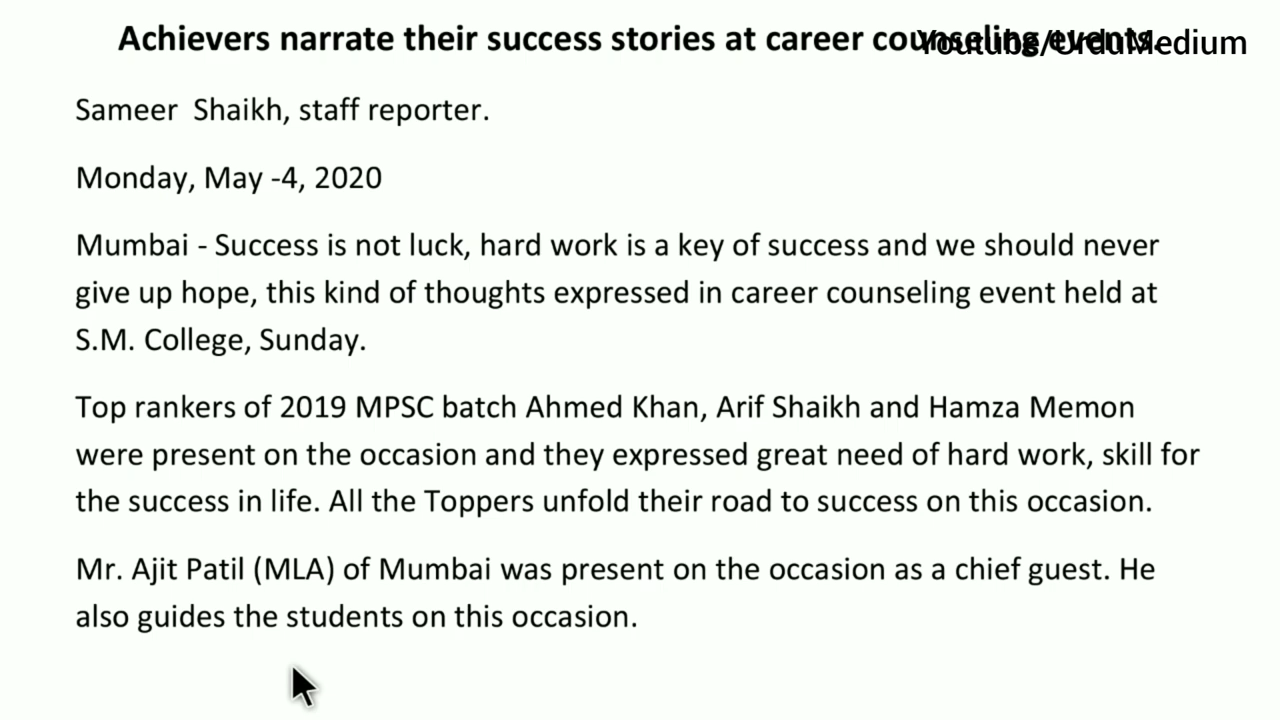 Achievers narrate their success stories at career counseling events.
Youtube/UrduMedium
Sameer Shaikh, staff reporter.
Monday, May -4, 2020
Mumbai - Success is not luck, hard work is a key of success and we should never
give up hope, this kind of thoughts expressed in career counseling event held at
S.M. College, Sunday.
Top rankers of 2019 MPSC batch Ahmed Khan, Arif Shaikh and Hamza Memon
were present on the occasion and they expressed great need of hard work, skill for
the success in life. All the Toppers unfold their road to success on this occasion.
Mr. Ajit Patil (MLA) of Mumbai was present on the occasion as a chief guest. He
also guides the students on this occasion.